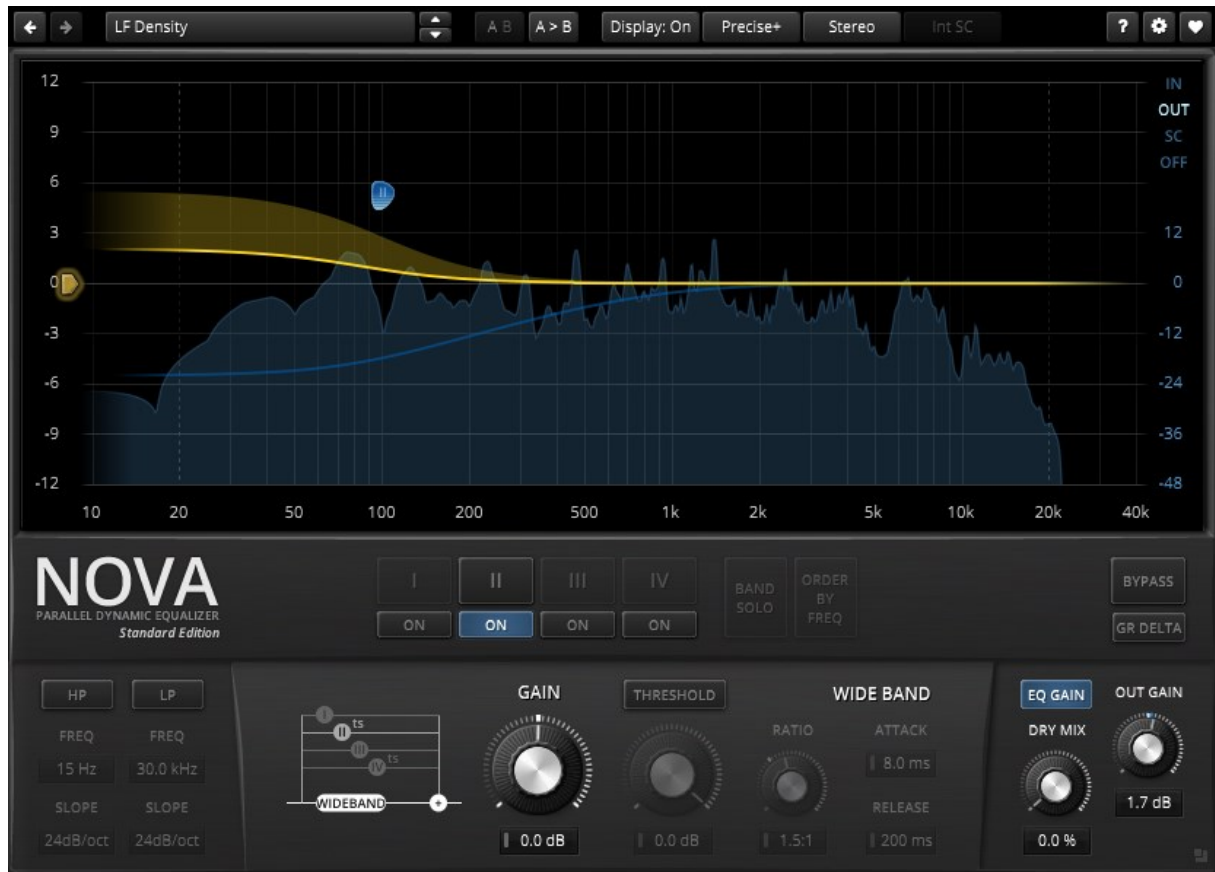 LF Density A B A > B Display: On Precise+ Stereo Int SC ?
12 IN
OUT
9 SC
OFF
6
3 12
0 II 0
-3 -12
-6 -24
-9 -36
-12 -48
10 20 50 100 200 500 1k 2k 5k 10k 20k 40k
NOVA
PARALLEL DYNAMIC EQUALIZER
Standard Edition
I II III IV
ON ON ON ON
BAND
SOLO
ORDER
BY
FREQ
BYPASS
GR DELTA
HP LP
FREQ FREQ
15 Hz 30.0 kHz
SLOPE SLOPE
24dB/oct 24dB/oct
I
II ts
III ts
IV
WIDEBAND +
GAIN
0.0 dB
THRESHOLD
0.0 dB
WIDE BAND
RATIO
1.5:1
ATTACK
8.0 ms
RELEASE
200 ms
EQ GAIN OUT GAIN
DRY MIX
1.7 dB
0.0 %